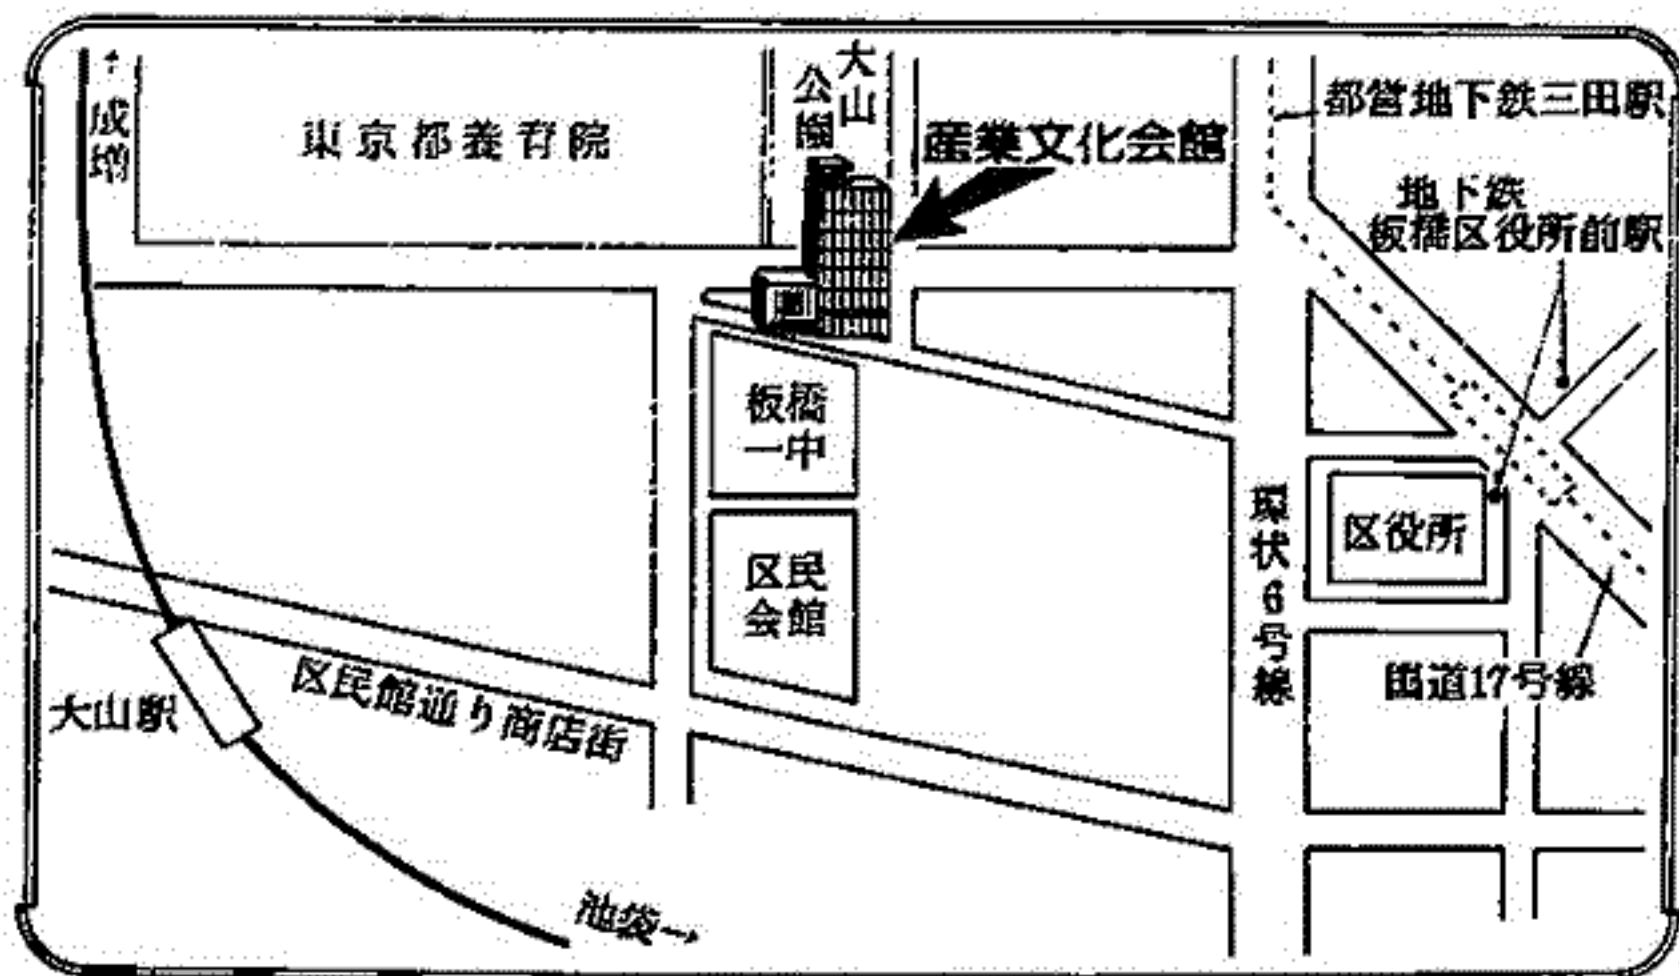 ↑成増
東京都養育院
大山
公園
産業文化会館
都営地下鉄三田駅
地下鉄
板橋区役所前駅
板橋
一中
区民
会館
環状6号線
区役所
国道17号線
大山駅
区民館通り商店街
池袋→